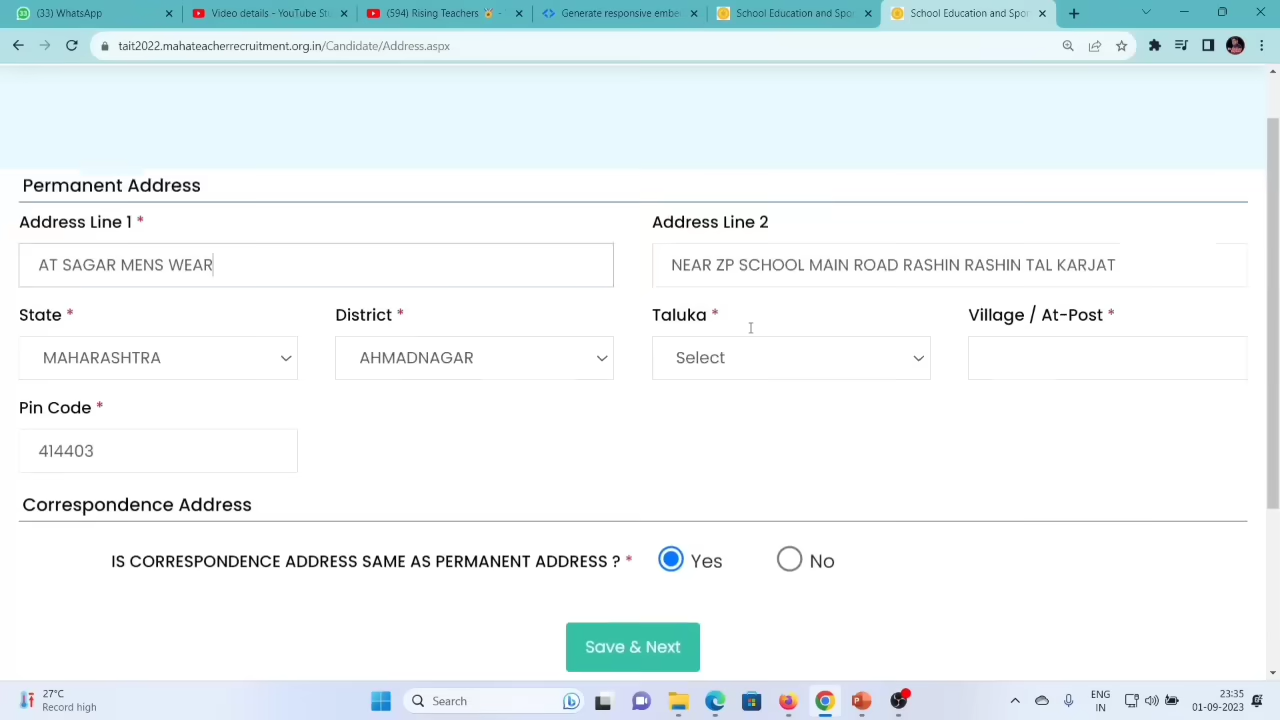 (33) WhatsApp
Video details - YouTube Stu
(594) Rising Teachers
Generate responsive embed
School Education and Spor
School Education and Spor
tait2022.mahateacherrecruitment.org.in/Candidate/Address.aspx
Permanent Address
Address Line 1 *
Address Line 2
AT SAGAR MENS WEAR
NEAR ZP SCHOOL MAIN ROAD RASHIN RASHIN TAL KARJAT
State *
District *
Taluka *
Village / At-Post *
MAHARASHTRA
AHMADNAGAR
Select
Pin Code *
414403
Correspondence Address
IS CORRESPONDENCE ADDRESS SAME AS PERMANENT ADDRESS ? *
Yes
No
Save & Next
27°C
Record high
Search
ENG
IN
23:35
01-09-2023